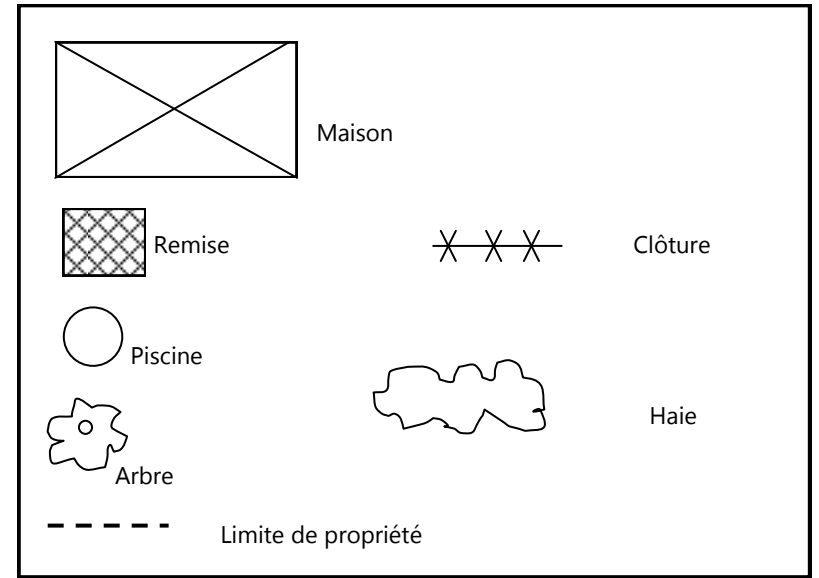 Maison
Remise
Clôture
Piscine
Haie
Arbre
Limite de propriété